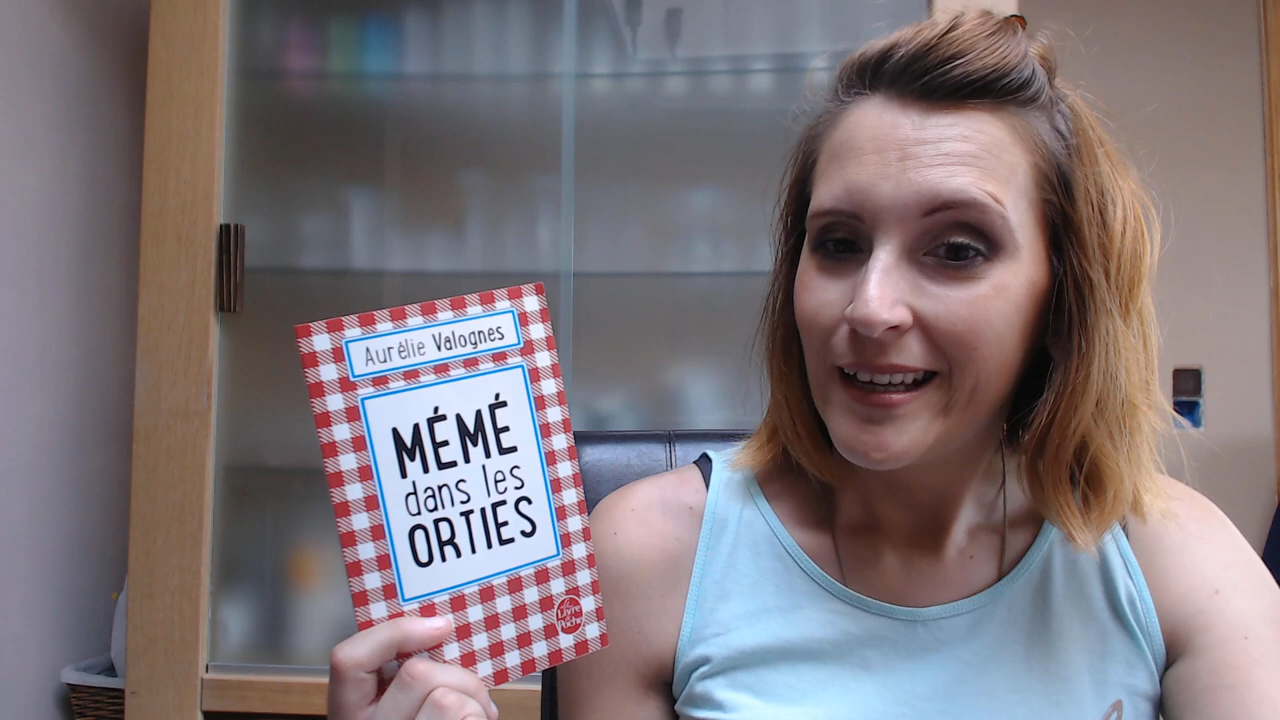 Aurélie Valognes
MÉMÉ
dans les
ORTIES
Le
Livre
de
Poche